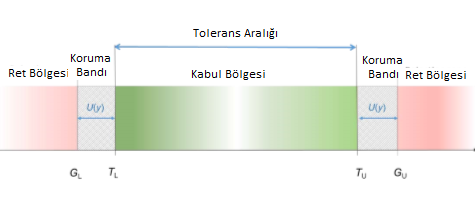 Tolerans Aralığı
Koruma
Bandı
Koruma
Bandı
Ret Bölgesi
Kabul Bölgesi
Ret Bölgesi
U(y)
U(y)
GL
TL
TU
GU